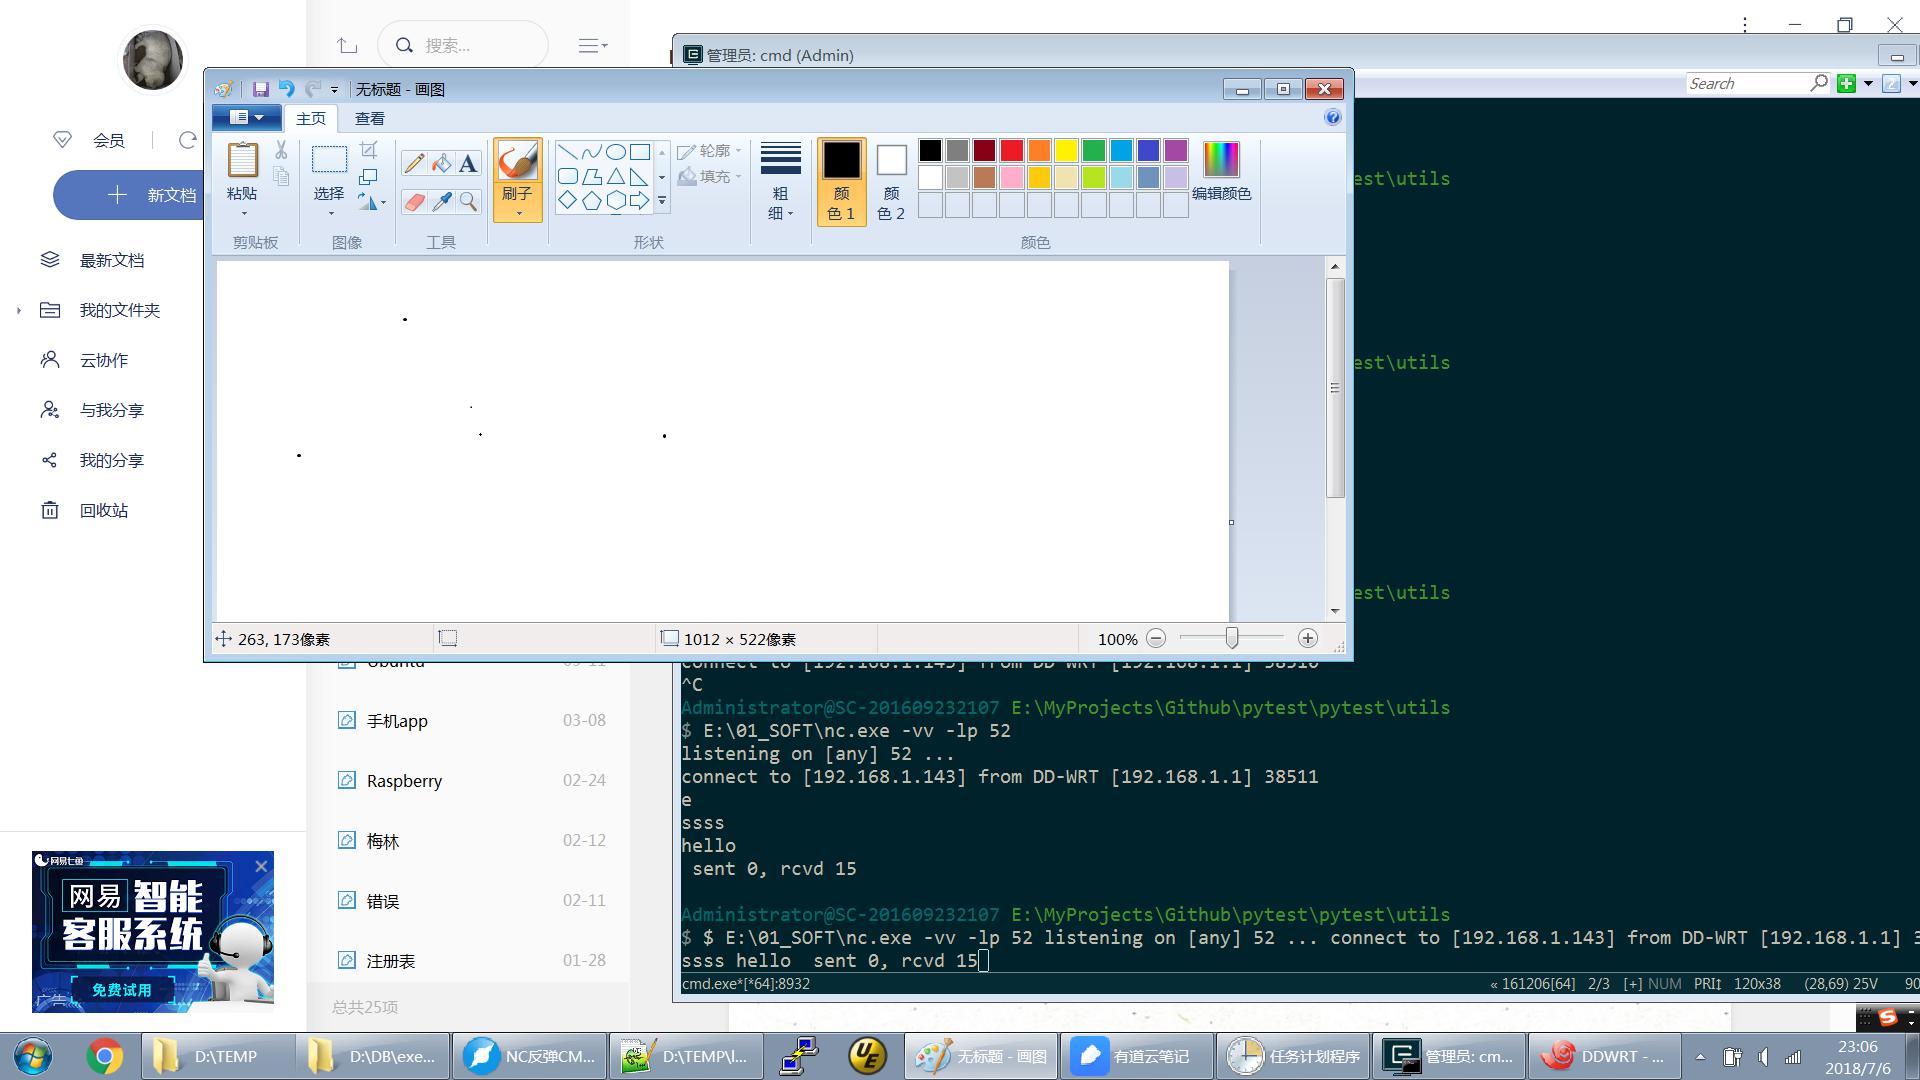 搜索...
会员
新文档
最新文档
我的文件夹
云协作
与我分享
我的分享
回收站
网易七鱼
网易 智能
客服系统
免费试用
广告
手机app 03-08
Raspberry 02-24
梅林 02-12
错误 02-11
注册表 01-28
总共25项
无标题 - 画图
主页 查看
粘贴
剪贴板
选择
图像
工具
刷子
形状
轮廓
填充
粗
细
颜
色 1
颜
色 2
颜色
编辑颜色
263, 173像素
1012 × 522像素
100%
管理员: cmd (Admin)
Search
est\utils
est\utils
est\utils
connect to [192.168.1.143] from DD-WRT [192.168.1.1] 38510
^C
Administrator@SC-201609232107 E:\MyProjects\Github\pytest\pytest\utils
$ E:\01_SOFT\nc.exe -vv -lp 52
listening on [any] 52 ...
connect to [192.168.1.143] from DD-WRT [192.168.1.1] 38511
e
ssss
hello
sent 0, rcvd 15
Administrator@SC-201609232107 E:\MyProjects\Github\pytest\pytest\utils
$ $ E:\01_SOFT\nc.exe -vv -lp 52 listening on [any] 52 ... connect to [192.168.1.143] from DD-WRT [192.168.1.1] 3
ssss hello  sent 0, rcvd 15
cmd.exe*[*64]:8932
« 161206[64] 2/3 [+] NUM PRI↕ 120x38 (28,69) 25V 90
D:\TEMP
D:\DB\exe...
NC反弹CM...
D:\TEMP\l...
UE
无标题 - 画图
有道云笔记
任务计划程序
管理员: cm...
DDWRT - ...
23:06
2018/7/6